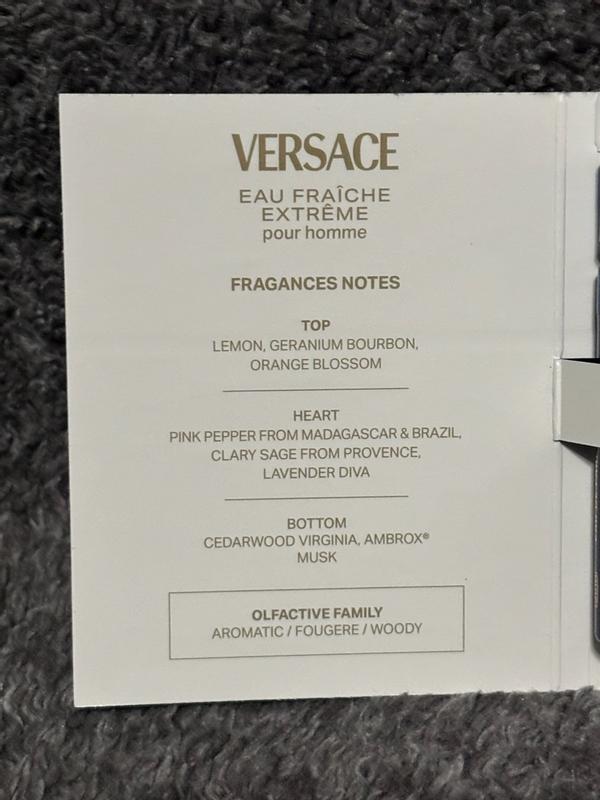 VERSACE
EAU FRAÎCHE
EXTRÊME
pour homme
FRAGANCES NOTES
TOP
LEMON, GERANIUM BOURBON,
ORANGE BLOSSOM
HEART
PINK PEPPER FROM MADAGASCAR & BRAZIL,
CLARY SAGE FROM PROVENCE,
LAVENDER DIVA
BOTTOM
CEDARWOOD VIRGINIA, AMBROX®
MUSK
OLFACTIVE FAMILY
AROMATIC / FOUGERE / WOODY